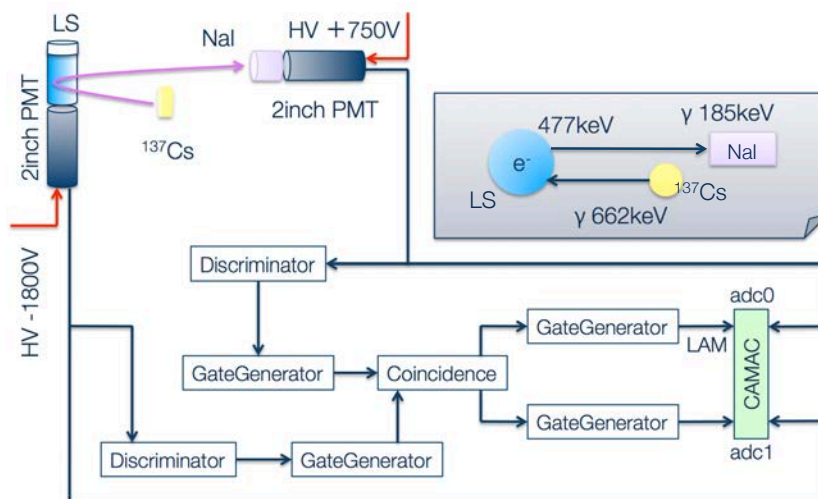 LS
NaI
HV +750V
2inch PMT
2inch PMT
137Cs
HV -1800V
477keV
γ 185keV
e-
NaI
LS
137Cs
γ 662keV
Discriminator
GateGenerator
Coincidence
Discriminator
GateGenerator
GateGenerator
LAM
GateGenerator
adc0
CAMAC
adc1